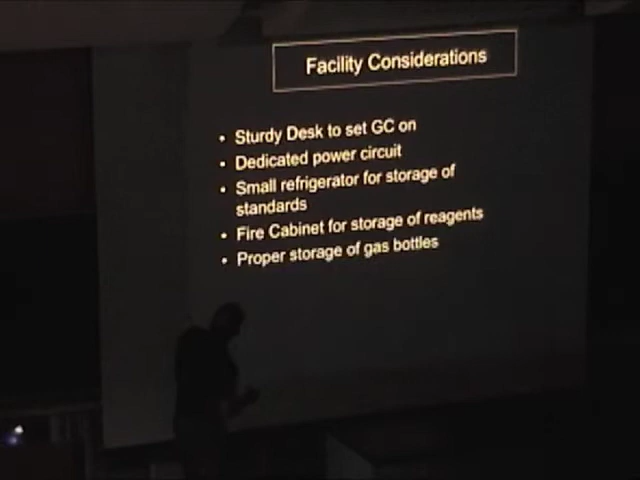 Facility Considerations
• Sturdy Desk to set GC on
• Dedicated power circuit
• Small refrigerator for storage of
standards
• Fire Cabinet for storage of reagents
• Proper storage of gas bottles